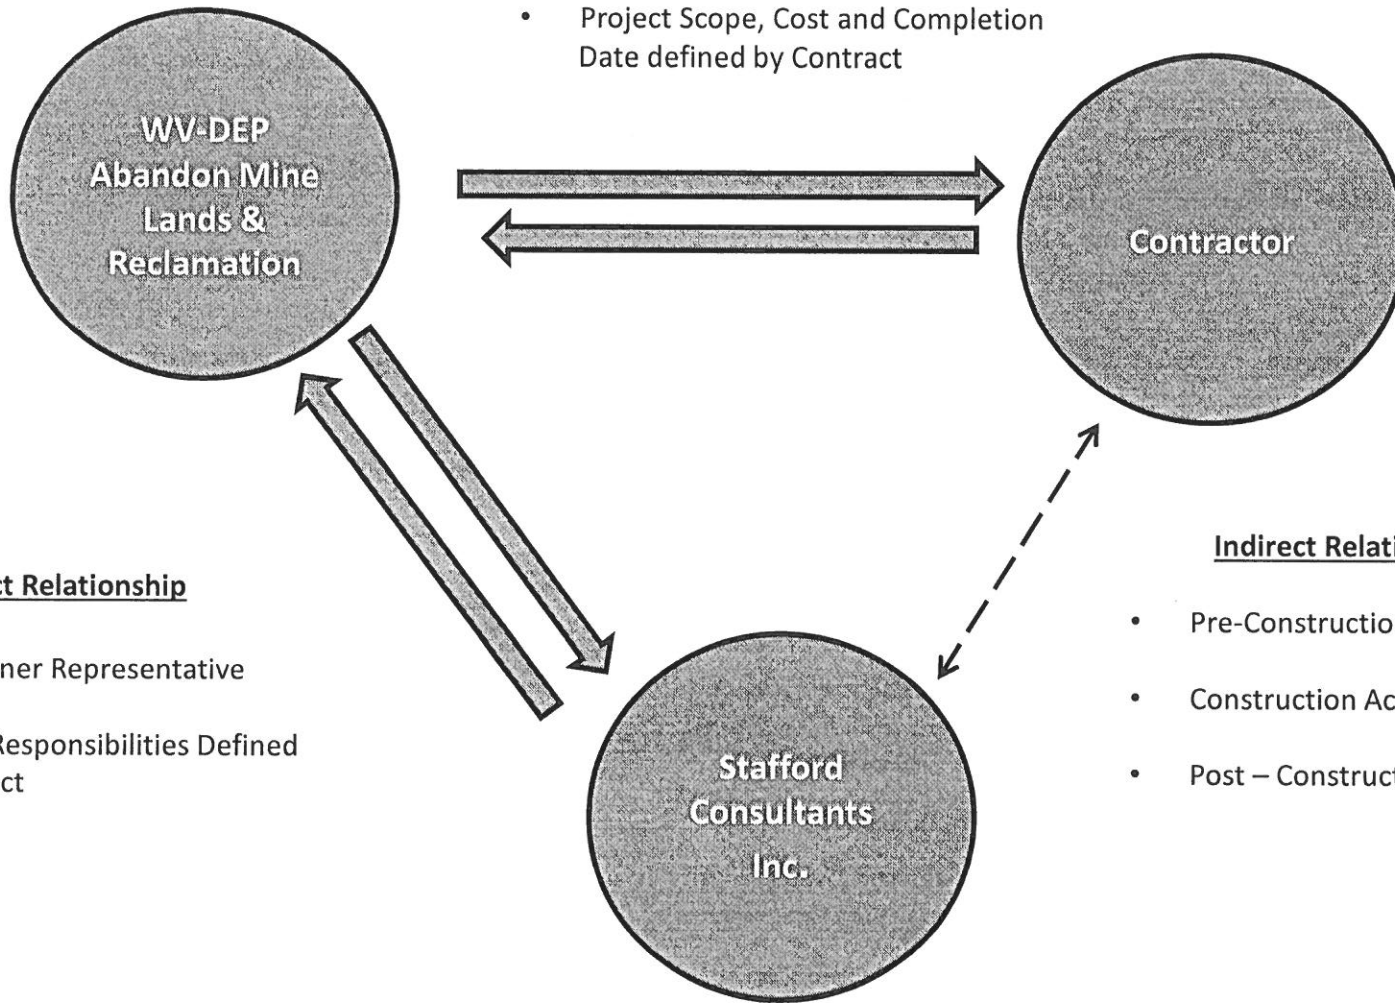 • Project Scope, Cost and Completion
Date defined by Contract
WV-DEP
Abandon Mine
Lands &
Reclamation
Contractor
ct Relationship
ner Representative
Responsibilities Defined
ct
Indirect Relati
• Pre-Constructio
• Construction Ac
• Post – Construct
Stafford
Consultants
Inc.